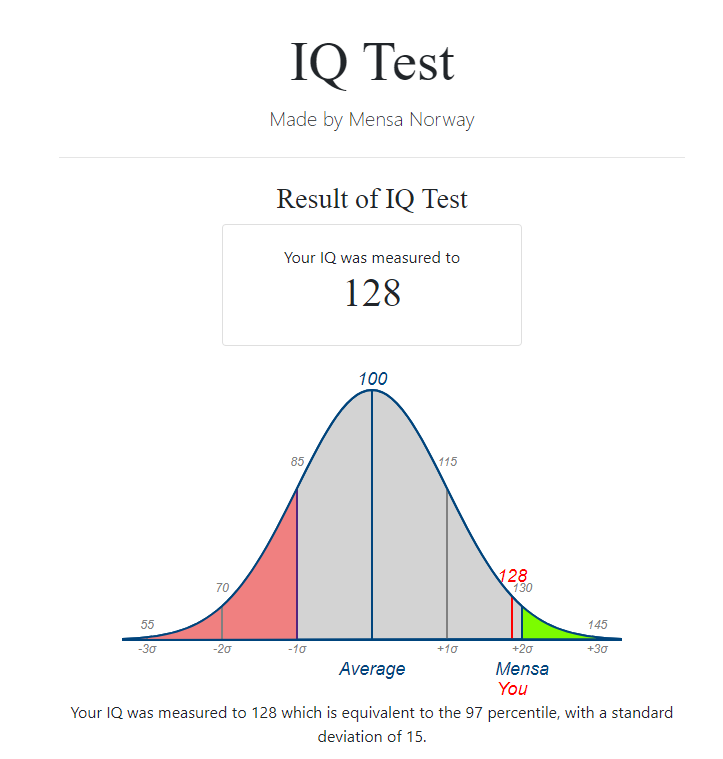 IQ Test
Made by Mensa Norway
Result of IQ Test
Your IQ was measured to
128
100
85
115
128
70
130
55
145
-3σ
-2σ
-1σ
+1σ
+2σ
+3σ
Average
Mensa
You
Your IQ was measured to 128 which is equivalent to the 97 percentile, with a standard
deviation of 15.